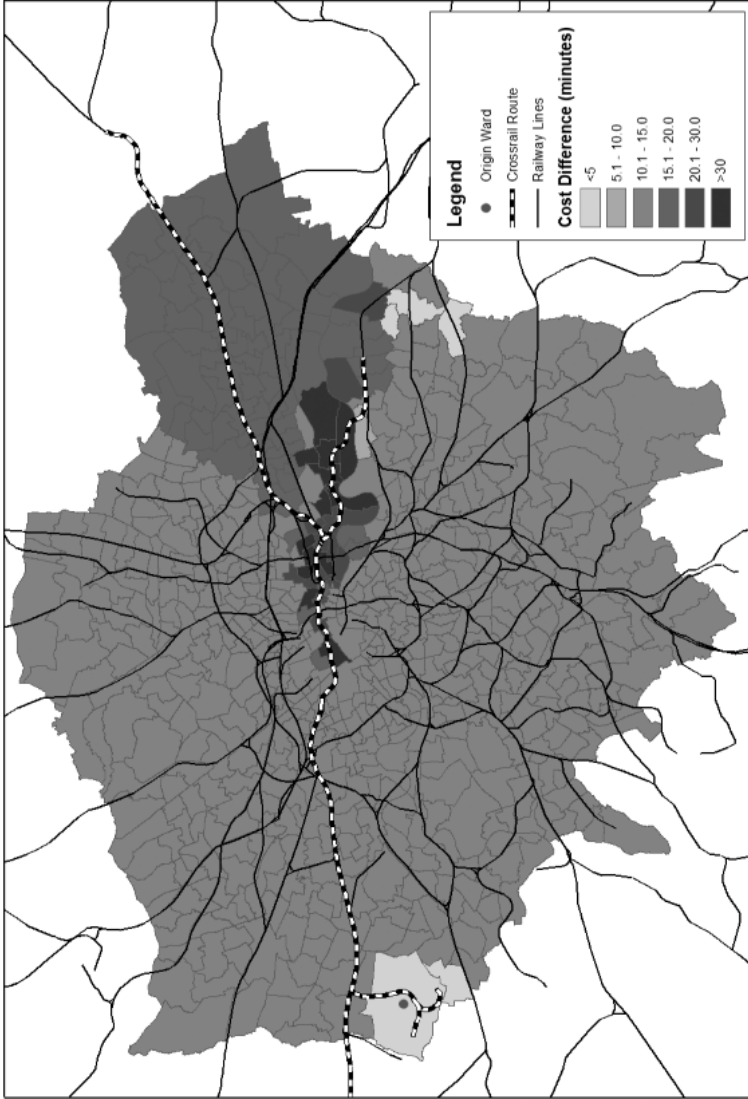 Legend
Origin Ward
Crossrail Route
Railway Lines
Cost Difference (minutes)
<5
5.1 - 10.0
10.1 - 15.0
15.1 - 20.0
20.1 - 30.0
>30